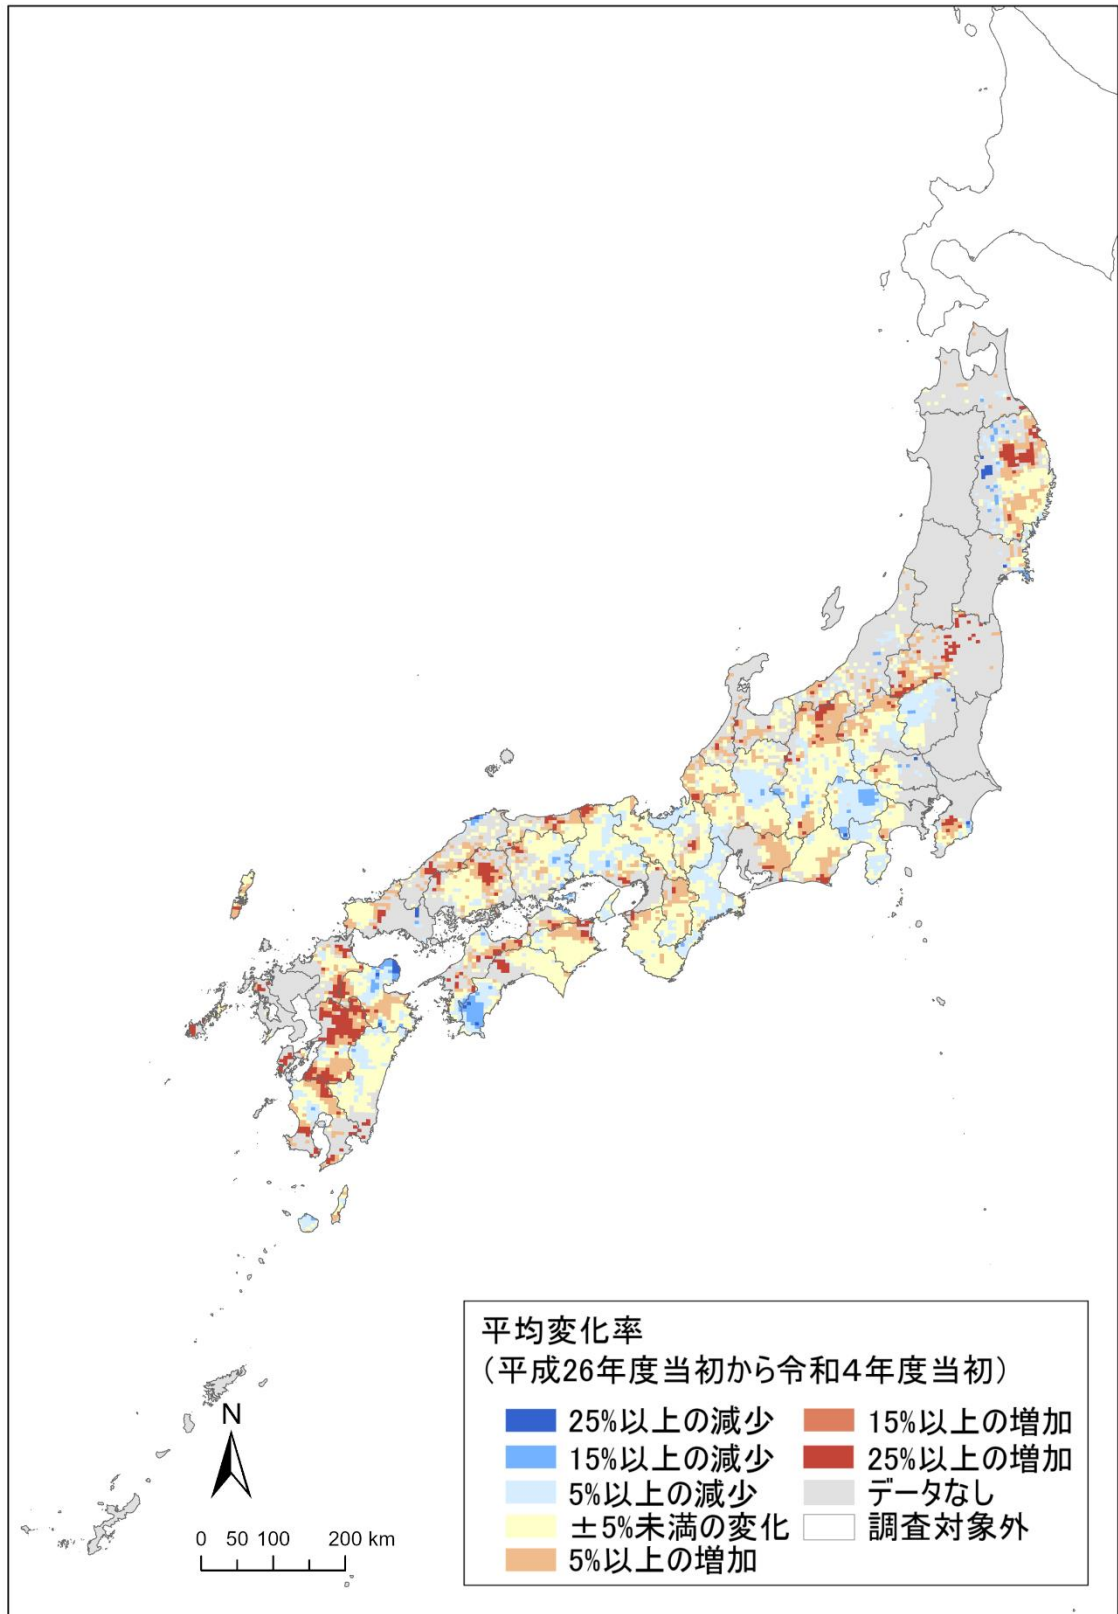 N
0 50 100 200 km
平均変化率
（平成26年度当初から令和4年度当初）
25%以上の減少
15%以上の減少
5%以上の減少
±5%未満の変化
5%以上の増加
15%以上の増加
25%以上の増加
データなし
調査対象外